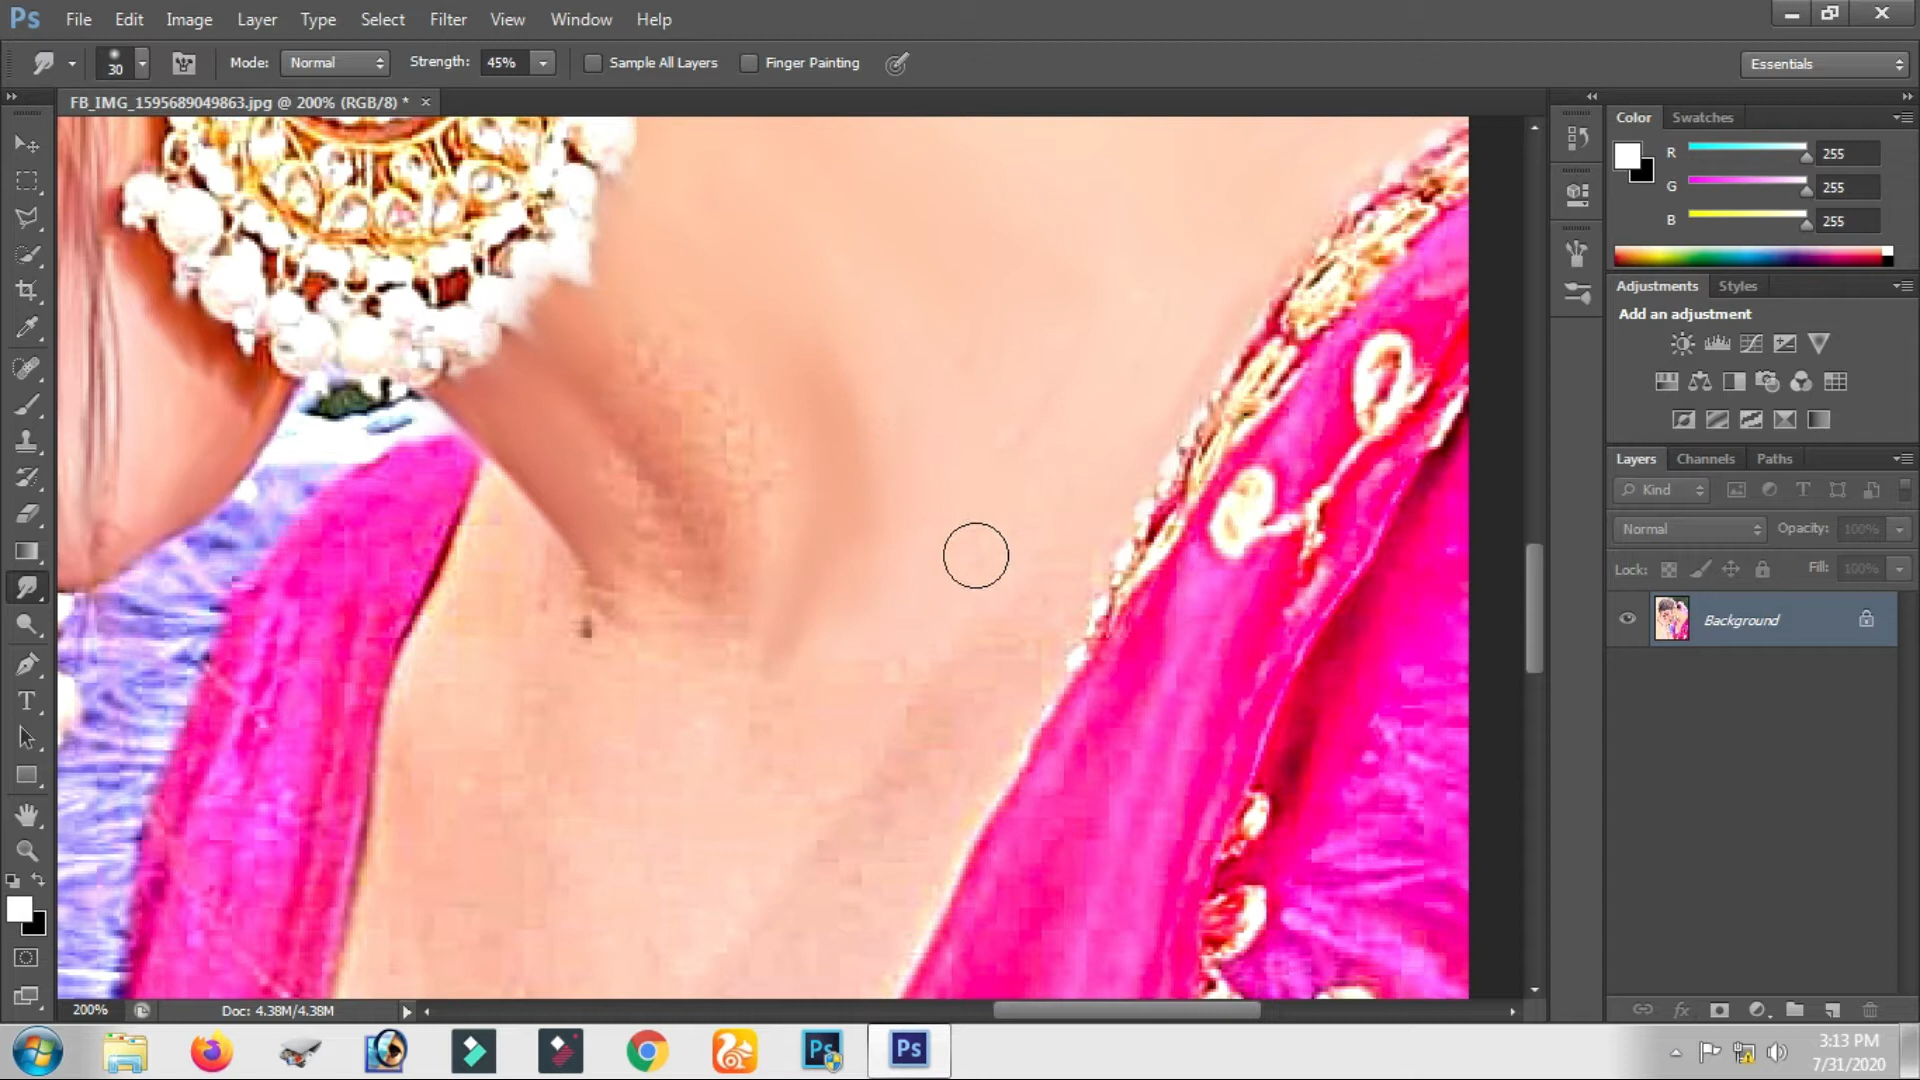 Ps File Edit Image Layer Type Select Filter View Window Help
30 Mode: Normal Strength: 45% Sample All Layers Finger Painting Essentials
FB_IMG_1595689049863.jpg @ 200% (RGB/8) * ×
Color Swatches
R 255
G 255
B 255
Adjustments Styles
Add an adjustment
Layers Channels Paths
Kind
Normal Opacity: 100%
Lock: Fill: 100%
Background
200% Doc: 4.38M/4.38M
Ps Ps
3:13 PM
7/31/2020